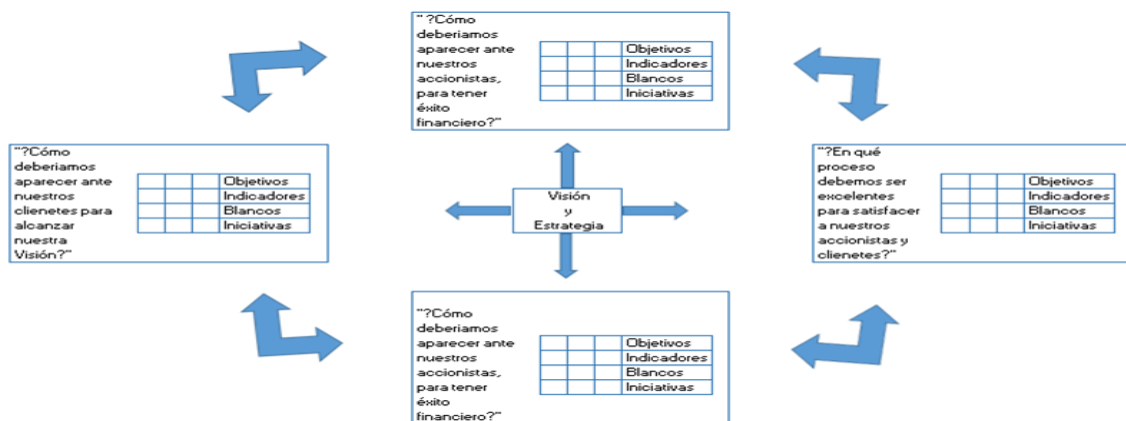 "?Cómo
deberiamos
aparecer ante
nuestros
accionistas,
para tener
éxito
financiero?"
Objetivos
Indicadores
Blancos
Iniciativas
"?Cómo
deberiamos
aparecer ante
nuestros
clienetes para
alcanzar
nuestra
Visión?"
Objetivos
Indicadores
Blancos
Iniciativas
Visión
y
Estrategia
"?En qué
proceso
debemos ser
excelentes
para satisfacer
a nuestros
accionistas y
clienetes?"
Objetivos
Indicadores
Blancos
Iniciativas
"?Cómo
deberiamos
aparecer ante
nuestros
accionistas,
para tener
éxito
financiero?"
Objetivos
Indicadores
Blancos
Iniciativas